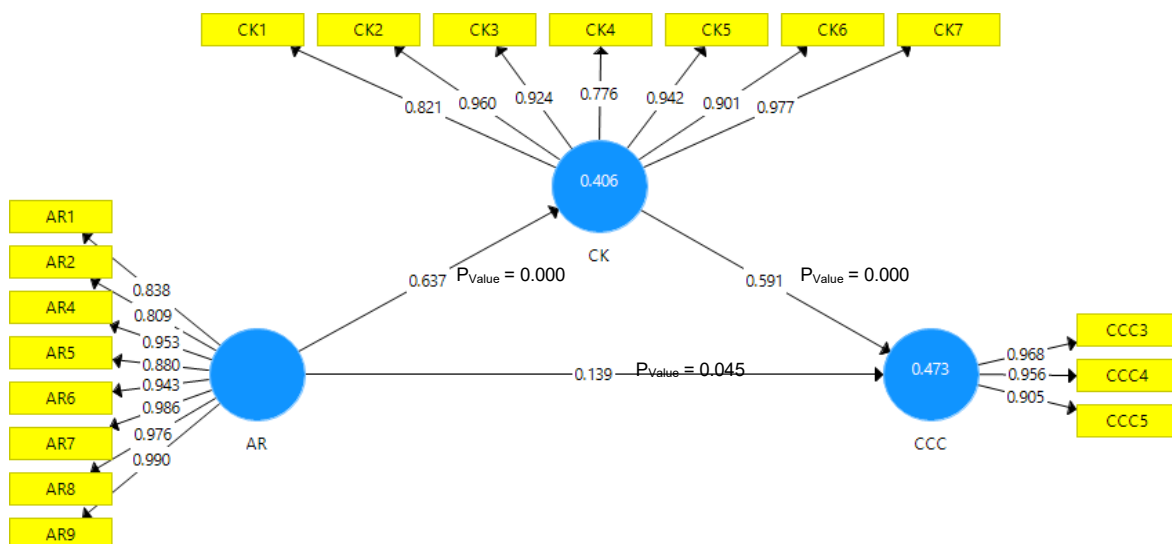 CK1 CK2 CK3 CK4 CK5 CK6 CK7
0.821 0.960 0.924 0.776 0.942 0.901 0.977
0.406
CK
AR1
AR2
AR4
AR5
AR6
AR7
AR8
AR9
0.838
0.809
0.953
0.880
0.943
0.986
0.976
0.990
AR
0.637 PValue = 0.000
0.591 PValue = 0.000
0.139 PValue = 0.045
0.473
CCC
0.968
0.956
0.905
CCC3
CCC4
CCC5